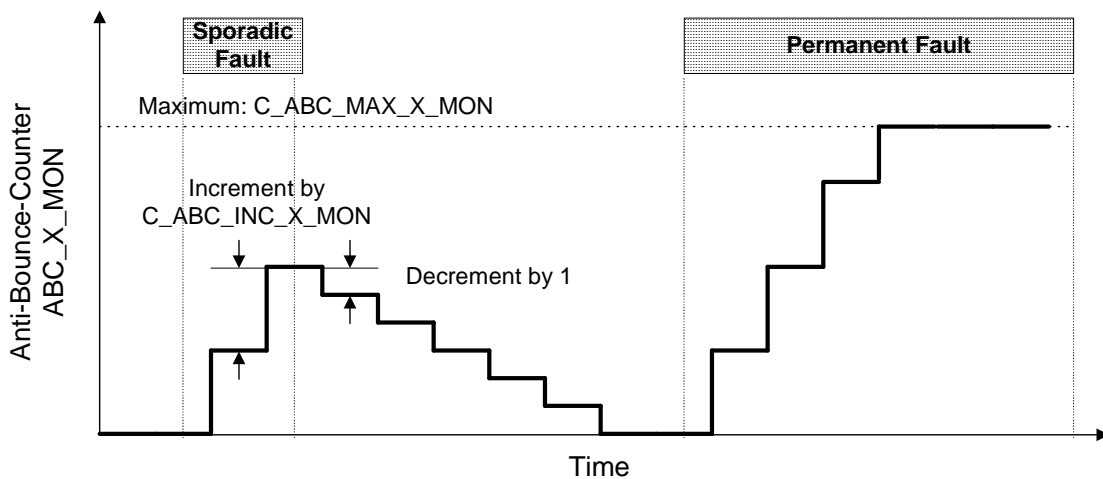 Sporadic
Fault
Permanent Fault
Maximum: C_ABC_MAX_X_MON
Increment by
C_ABC_INC_X_MON
Decrement by 1
Anti-Bounce-Counter
ABC_X_MON
Time